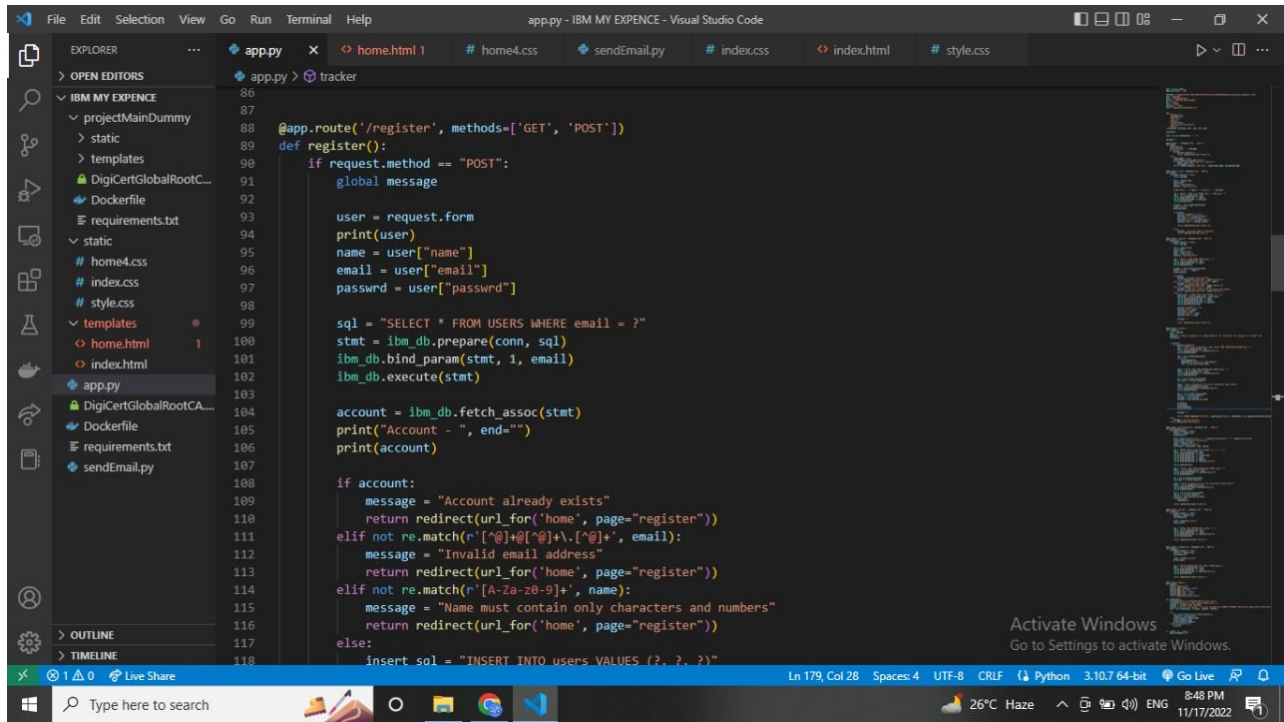 File Edit Selection View Go Run Terminal Help app.py - IBM MY EXPENCE - Visual Studio Code
EXPLORER ...
app.py X home.html 1 # home4.css sendEmail.py # index.css index.html # style.css
> OPEN EDITORS
app.py > tracker
IBM MY EXPENCE
projectMainDummy
> static
> templates
DigiCertGlobalRootC...
Dockerfile
requirements.txt
static
# home4.css
# index.css
# style.css
templates
home.html 1
index.html
app.py
DigiCertGlobalRootCA....
Dockerfile
requirements.txt
sendEmail.py
> OUTLINE
> TIMELINE
86
87
88 @app.route('/register', methods=['GET', 'POST'])
89 def register():
90     if request.method == "POST":
91         global message
92
93         user = request.form
94         print(user)
95         name = user["name"]
96         email = user["email"]
97         passwrd = user["passwrd"]
98
99         sql = "SELECT * FROM USERS WHERE email = ?"
100         stmt = ibm_db.prepare(conn, sql)
101         ibm_db.bind_param(stmt, 1, email)
102         ibm_db.execute(stmt)
103
104         account = ibm_db.fetch_assoc(stmt)
105         print("Account - ", end="")
106         print(account)
107
108         if account:
109             message = "Account already exists"
110             return redirect(url_for('home', page="register"))
111         elif not re.match(r'[^@]+@[^@]+\.[^@]+', email):
112             message = "Invalid email address"
113             return redirect(url_for('home', page="register"))
114         elif not re.match(r'[A-Za-z0-9]+', name):
115             message = "Name must contain only characters and numbers"
116             return redirect(url_for('home', page="register"))
117         else:
118             insert_sql = "INSERT INTO users VALUES (?, ?, ?)"
Activate Windows
Go to Settings to activate Windows.
1 0 Live Share Ln 179, Col 28 Spaces: 4 UTF-8 CRLF Python 3.10.7 64-bit Go Live
Type here to search 26°C Haze ENG 8:48 PM
11/17/2022